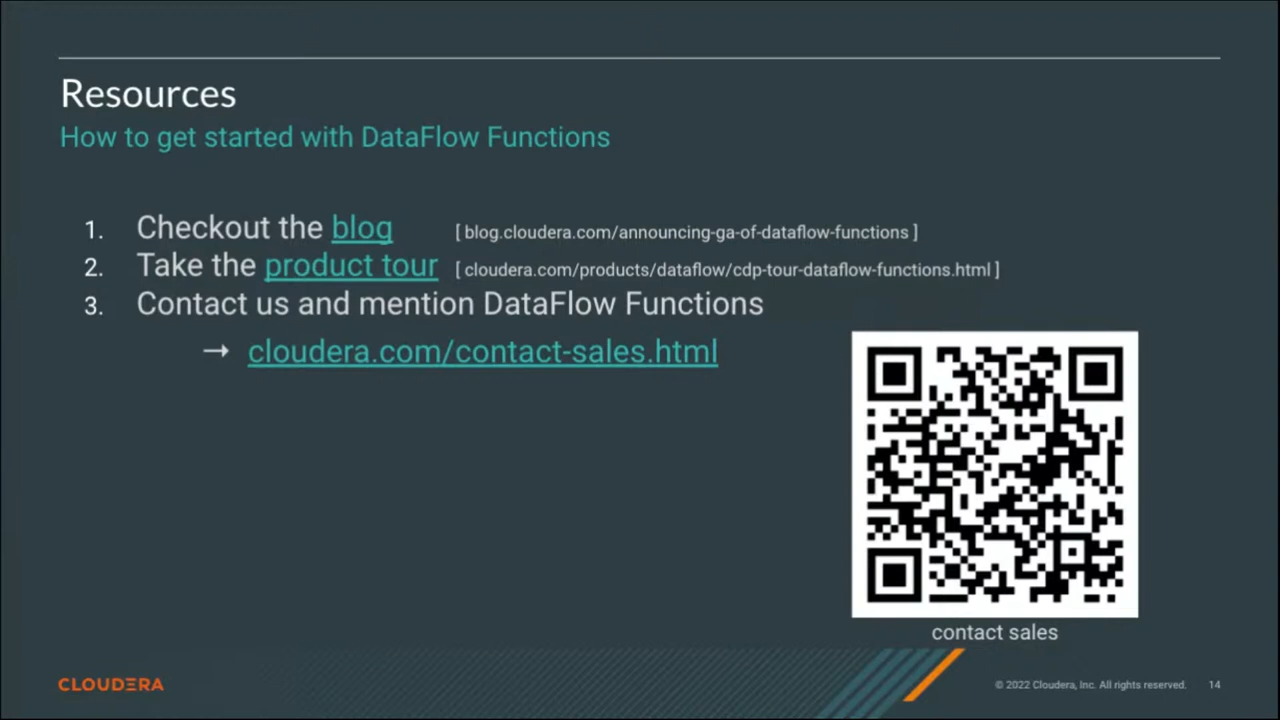 Resources
How to get started with DataFlow Functions
1. Checkout the blog [ blog.cloudera.com/announcing-ga-of-dataflow-functions ]
2. Take the product tour [ cloudera.com/products/dataflow/cdp-tour-dataflow-functions.html ]
3. Contact us and mention DataFlow Functions
→ cloudera.com/contact-sales.html
contact sales
CLOUDERA
© 2022 Cloudera, Inc. All rights reserved. 14